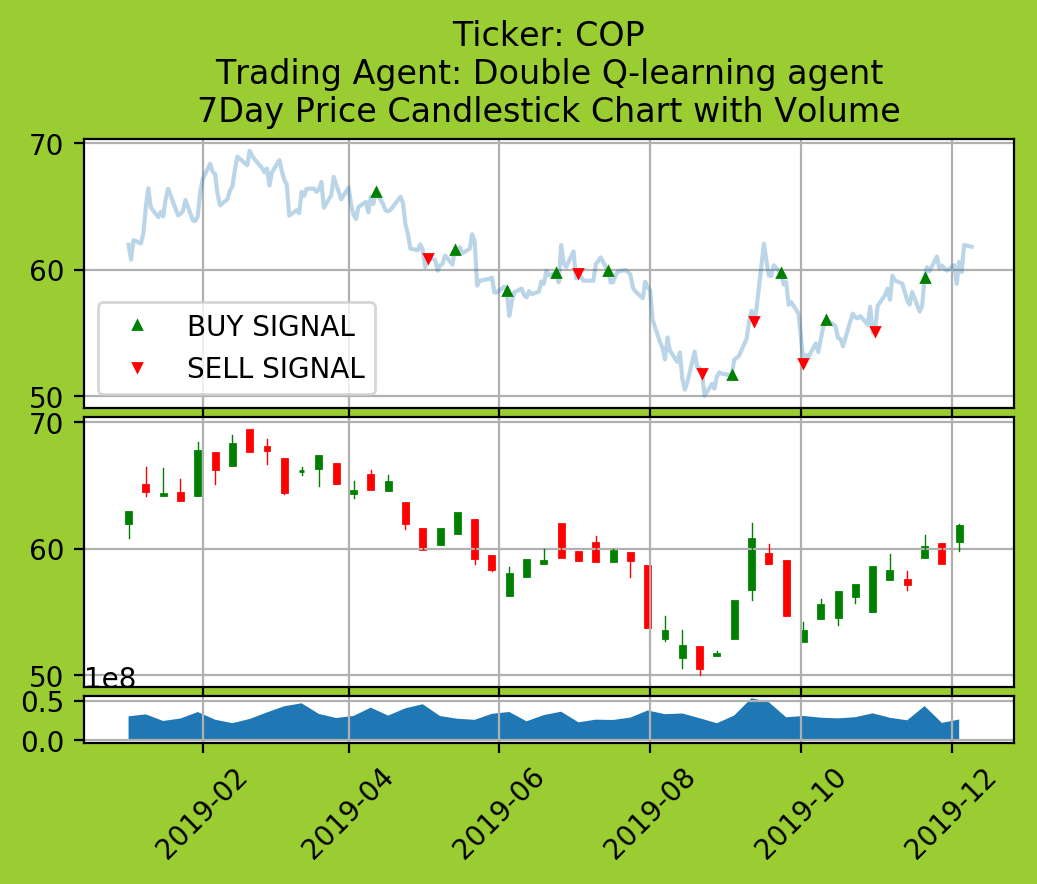 Ticker: COP
Trading Agent: Double Q-learning agent
7Day Price Candlestick Chart with Volume
70
60
50
BUY SIGNAL
SELL SIGNAL
70
60
50
1e8
0.5
0.0
2019-02
2019-04
2019-06
2019-08
2019-10
2019-12